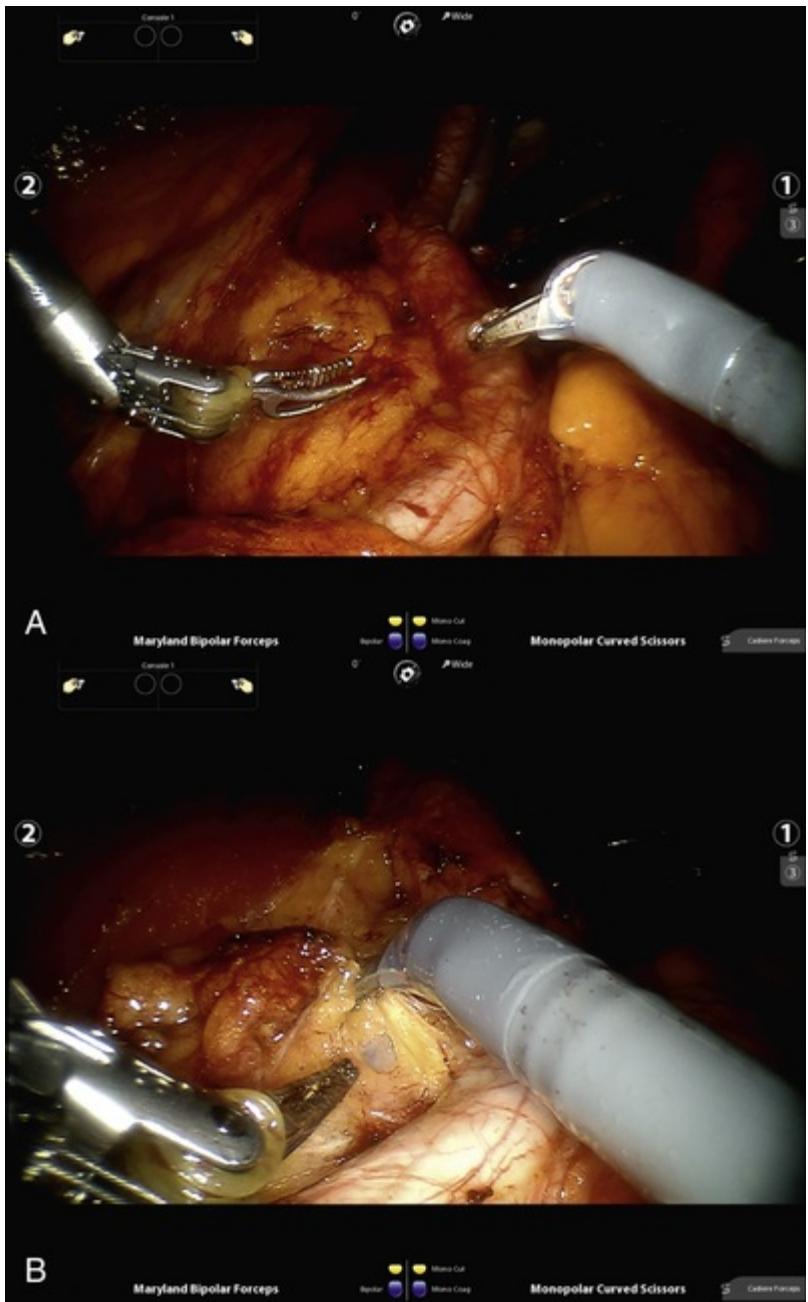 Console 1
0° Wide
2 1
3
A
Maryland Bipolar Forceps Bipolar Mono Cut Mono Coag Monopolar Curved Scissors Cadiere Forceps
Console 1
0° Wide
2 1
3
B
Maryland Bipolar Forceps Bipolar Mono Cut Mono Coag Monopolar Curved Scissors Cadiere Forceps